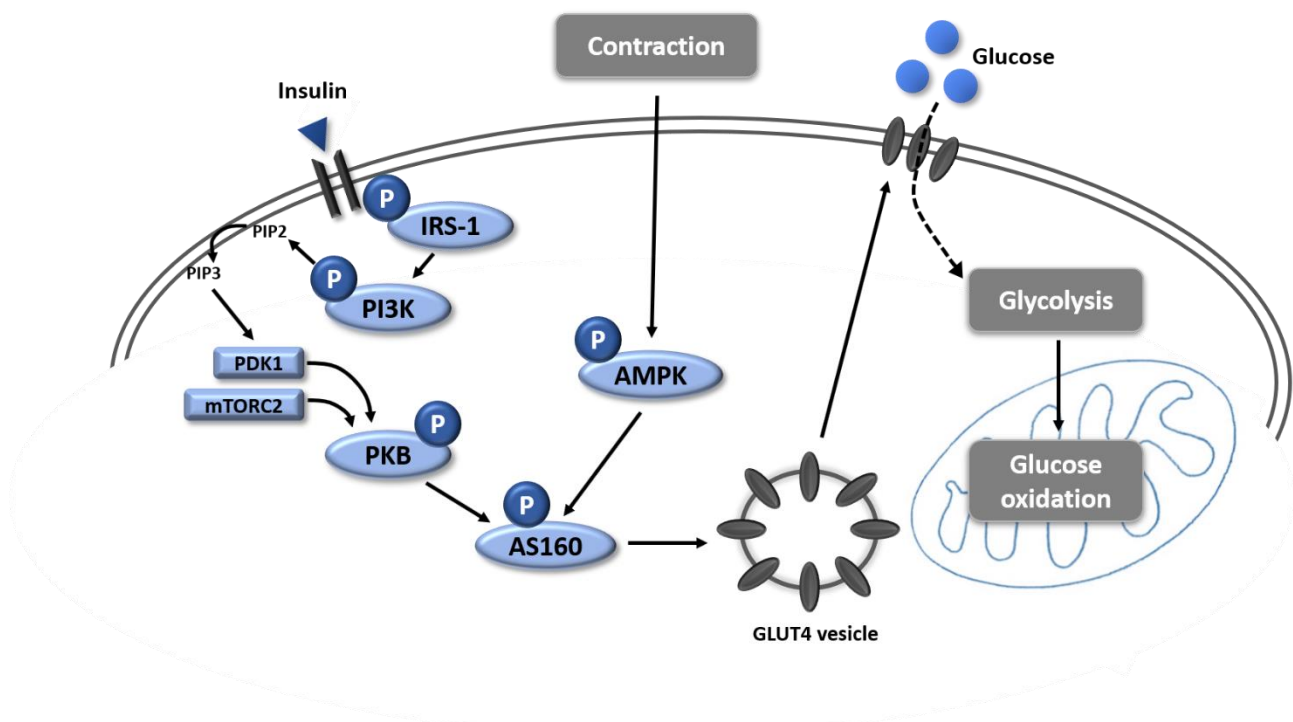 Contraction
Glucose
Insulin
P
IRS-1
PIP2
PIP3
P
PI3K
Glycolysis
PDK1
mTORC2
P
AMPK
P
PKB
Glucose
oxidation
P
AS160
GLUT4 vesicle